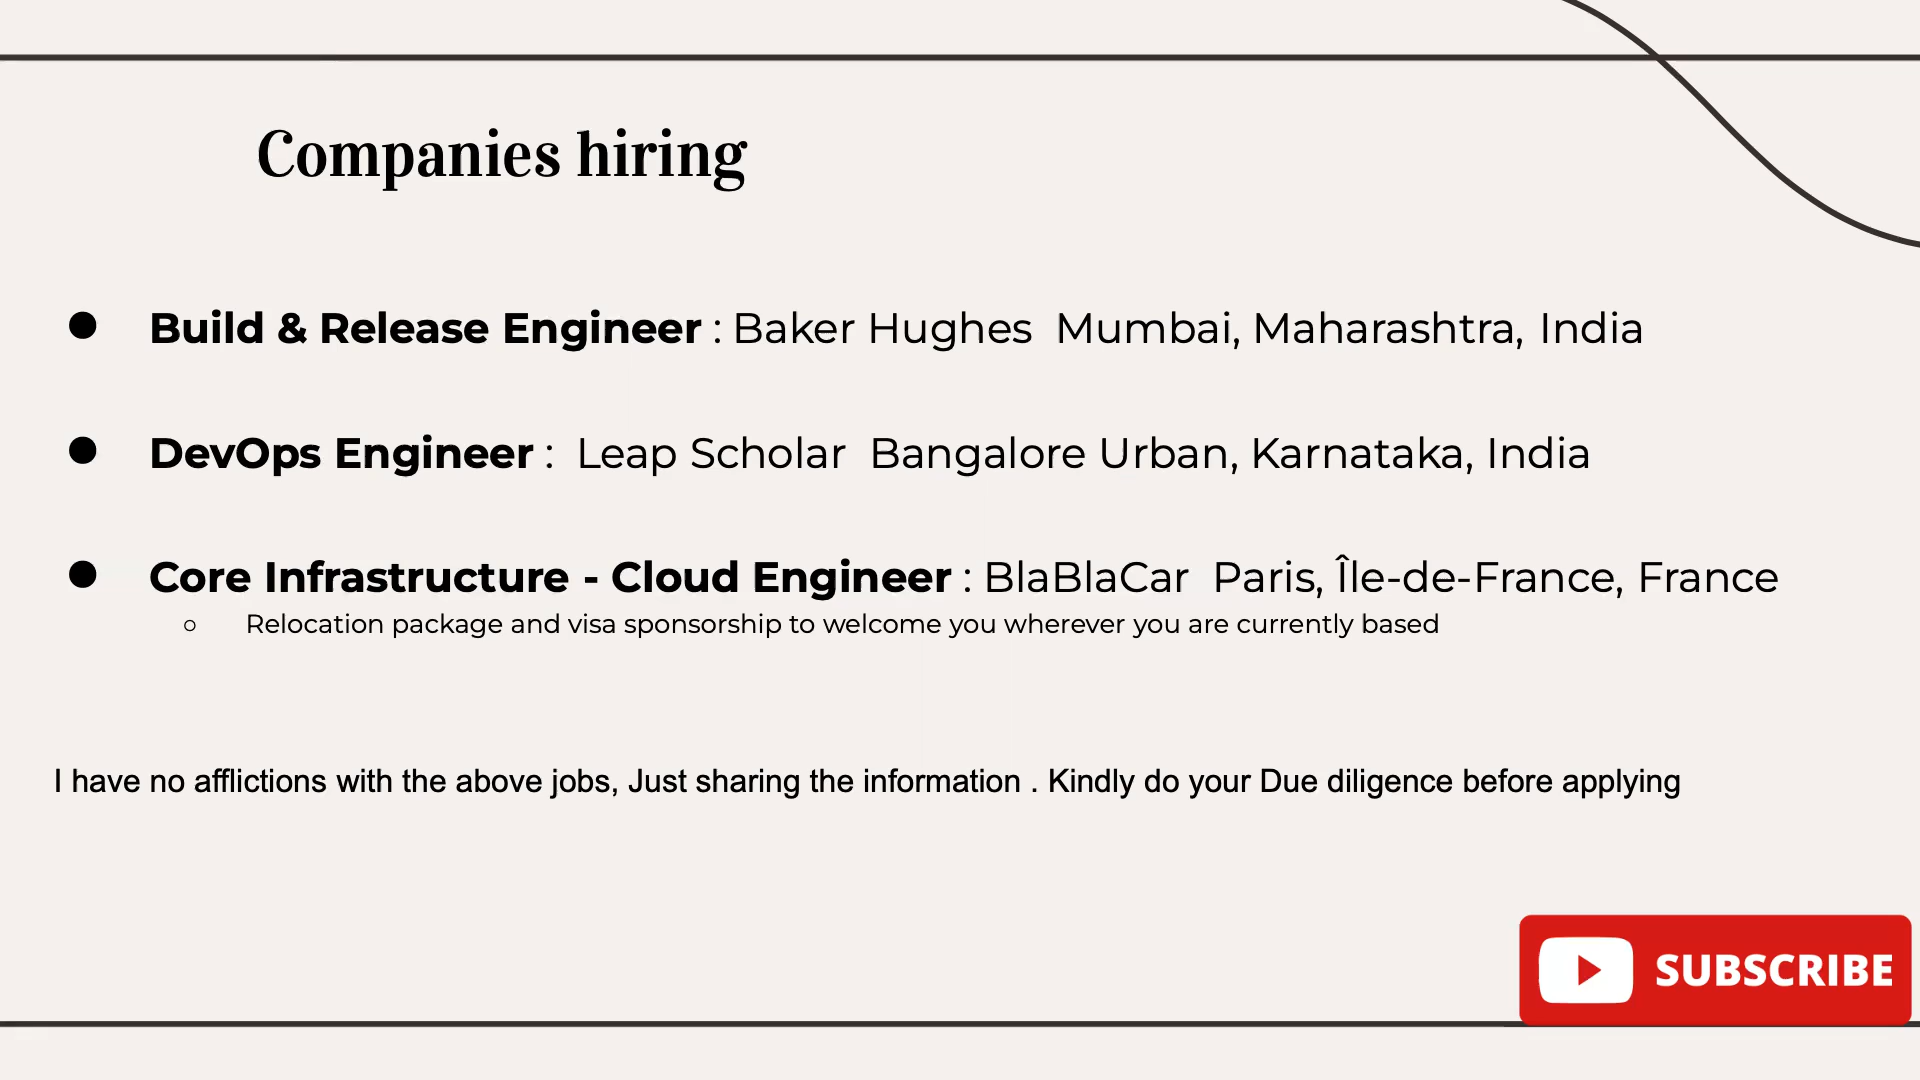 Companies hiring
● Build & Release Engineer : Baker Hughes  Mumbai, Maharashtra, India
● DevOps Engineer :  Leap Scholar  Bangalore Urban, Karnataka, India
● Core Infrastructure - Cloud Engineer : BlaBlaCar  Paris, Île-de-France, France
○ Relocation package and visa sponsorship to welcome you wherever you are currently based
I have no afflictions with the above jobs, Just sharing the information . Kindly do your Due diligence before applying
SUBSCRIBE